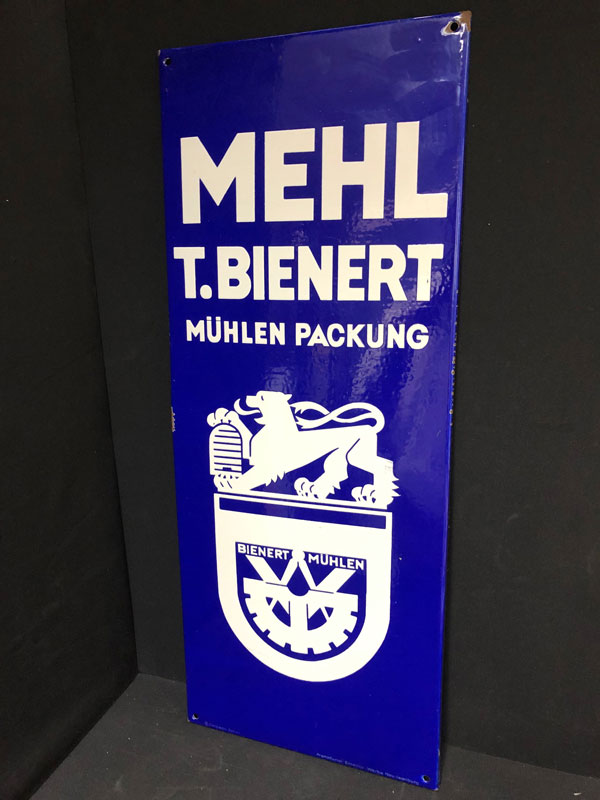 MEHL
T. BIENERT
MÜHLEN PACKUNG
BIENERT MÜHLEN